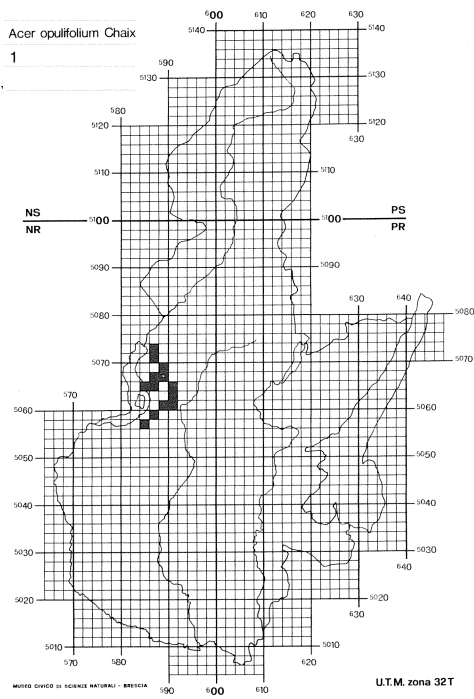 Acer opulifolium Chaix
1
600 610 620 630
5140 5140
590
5130 5130
580
5120 5120
630
5110 5110
NS 5100 5100 PS
NR PR
5090 5090
630 640
5080 5080
5070 5070
570
5060 5060
5050 5050
5040 5040
5030 5030
640
5020 5020
630
5010 5010
570 580 620
590 600 610
MUSEO CIVICO DI SCIENZE NATURALI - BRESCIA
U.T.M. zona 32T